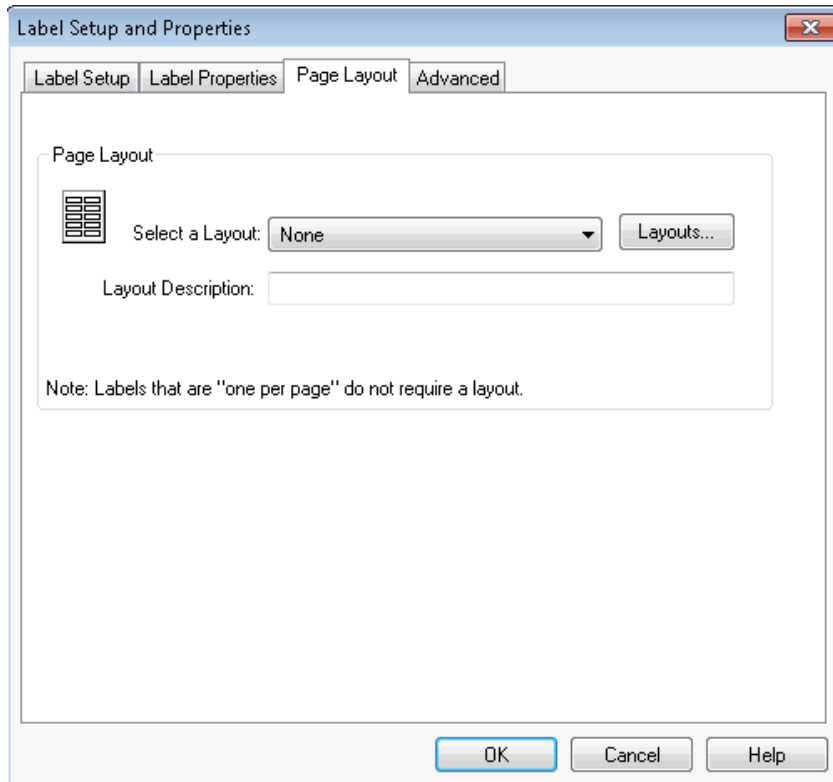 Label Setup and Properties
Label Setup Label Properties Page Layout Advanced
Page Layout
Select a Layout: None Layouts...
Layout Description:
Note: Labels that are "one per page" do not require a layout.
OK Cancel Help